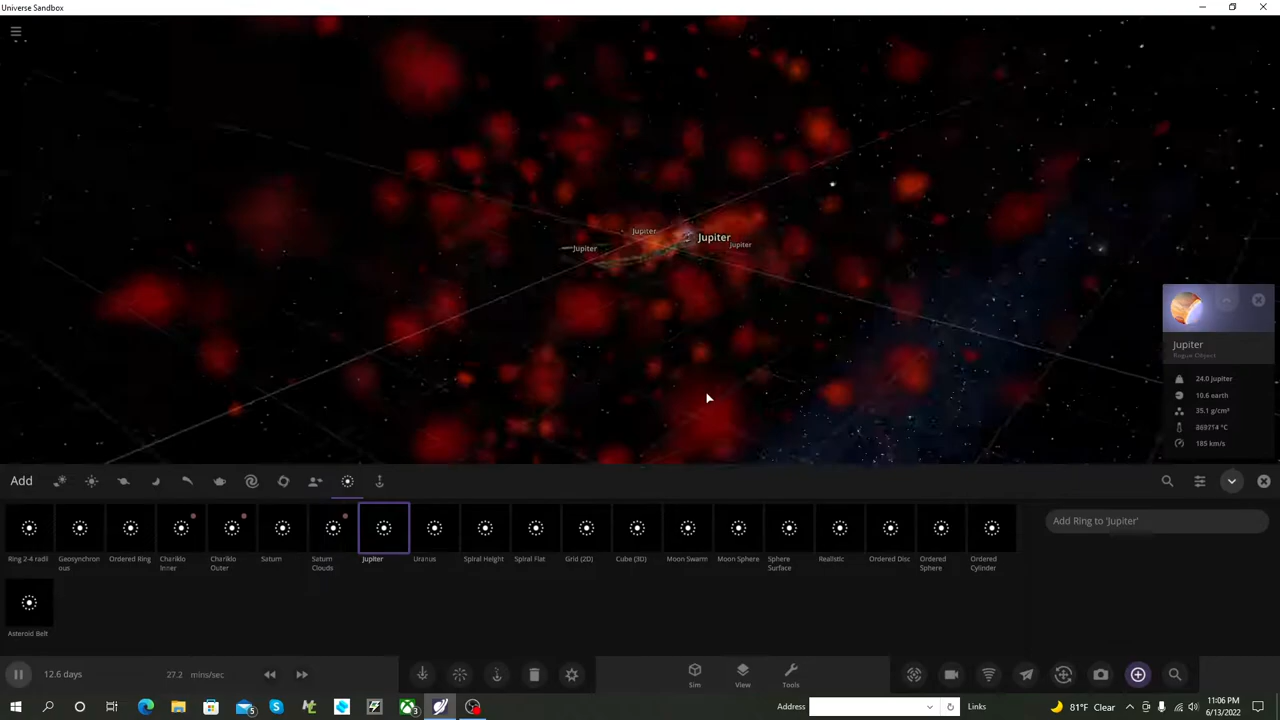 Universe Sandbox
Jupiter
Jupiter
Jupiter
Jupiter
Jupiter
Rogue Object
24.0 Jupiter
10.6 earth
35.1 g/cm³
869714 °C
185 km/s
Add
Add Ring to 'Jupiter'
Ring 2-4 radii
Geosynchron
ous
Ordered Ring
Chariklo
Inner
Chariklo
Outer
Saturn
Saturn
Clouds
Jupiter
Uranus
Spiral Height
Spiral Flat
Grid (2D)
Cube (3D)
Moon Swarm
Moon Sphere
Sphere
Surface
Realistic
Ordered Disc
Ordered
Sphere
Ordered
Cylinder
Asteroid Belt
12.6 days
27.2 mins/sec
Sim
View
Tools
5
3
Address
Links
81°F Clear
11:06 PM
6/13/2022